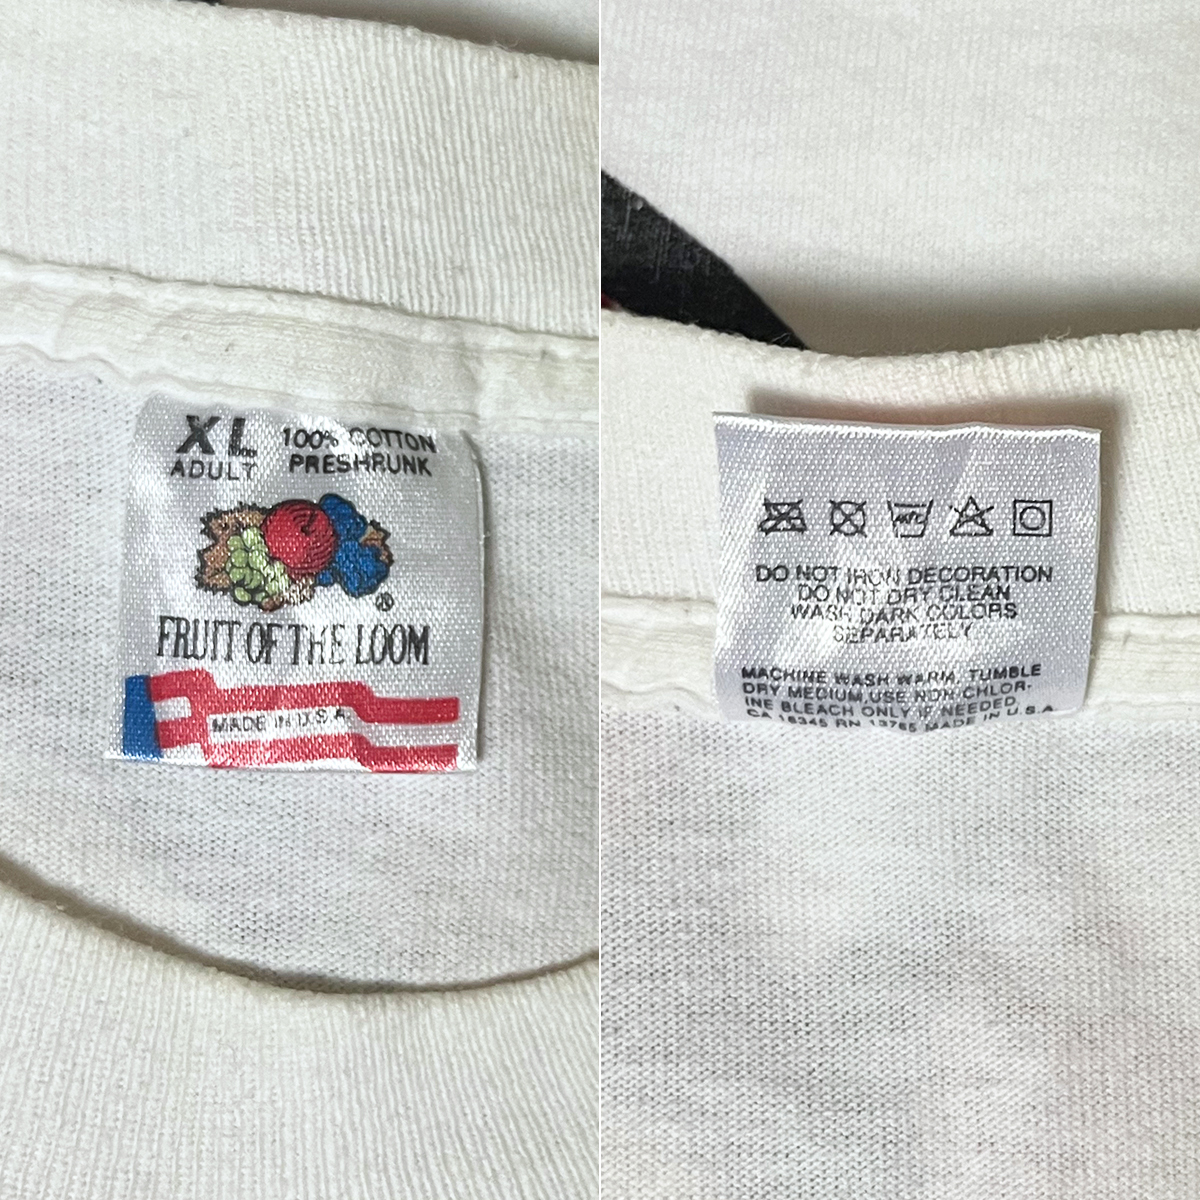 XL 100% COTTON
ADULT PRESHRUNK
®
FRUIT OF THE LOOM
MADE IN U.S.A.
40°C
DO NOT IRON DECORATION
DO NOT DRY CLEAN
WASH DARK COLORS
SEPARATELY
MACHINE WASH WARM, TUMBLE
DRY MEDIUM.USE NON-CHLOR-
INE BLEACH ONLY, IF NEEDED.
CA 16345 RN 13765 MADE IN U.S.A.